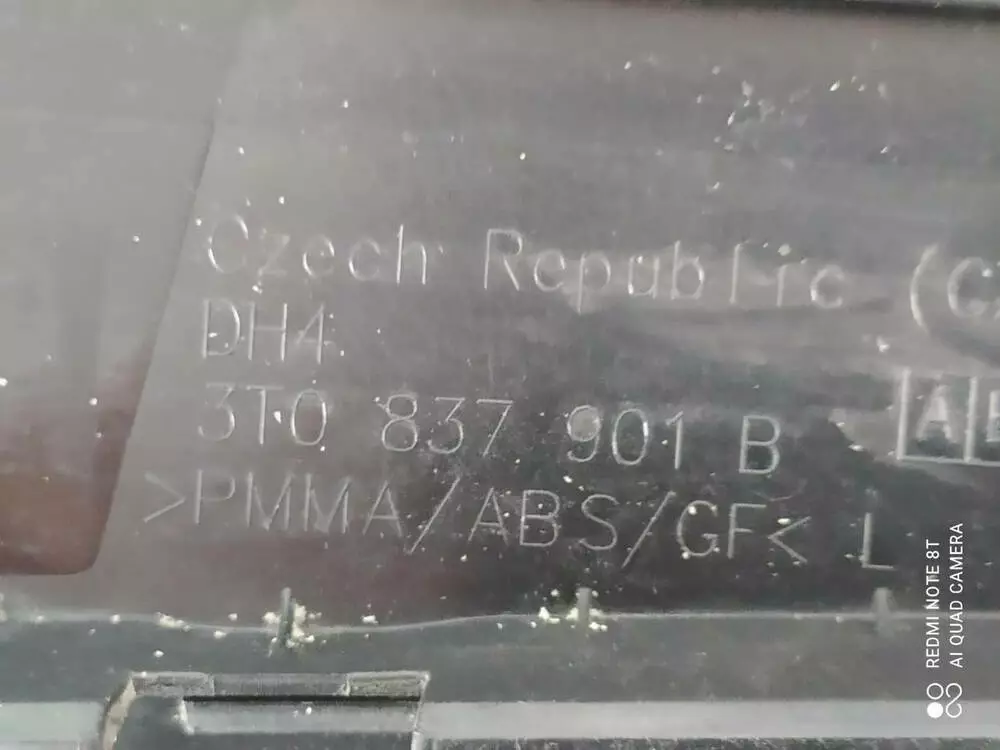 Czech Republic (C
DH4
3T0 837 901 B
A
>PMMA/ABS/GF< L
REDMI NOTE 8T
AI QUAD CAMERA